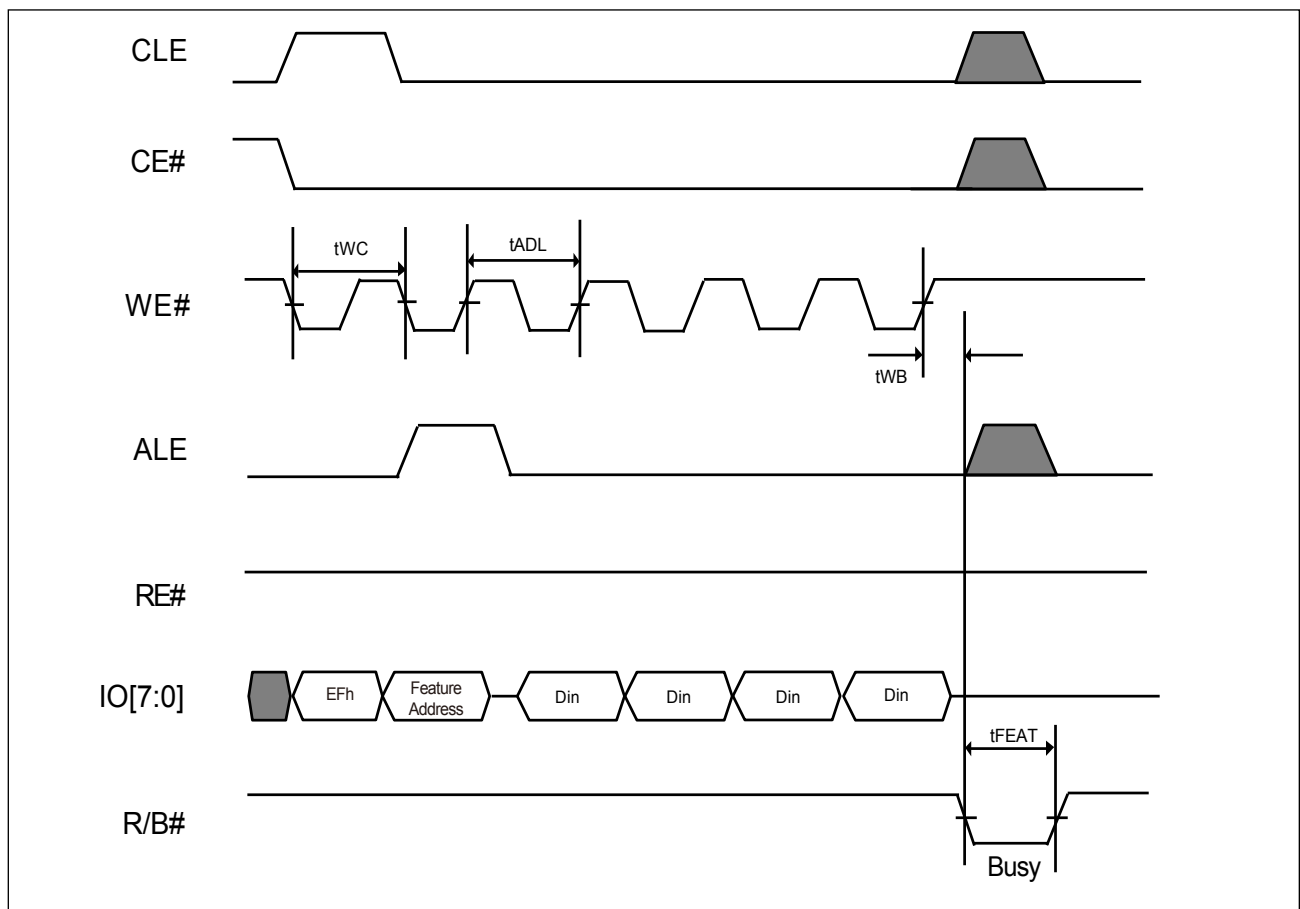 CLE
CE#
tWC
tADL
WE#
tWB
ALE
RE#
IO[7:0]
EFh
Feature
Address
Din
Din
Din
Din
tFEAT
R/B#
Busy